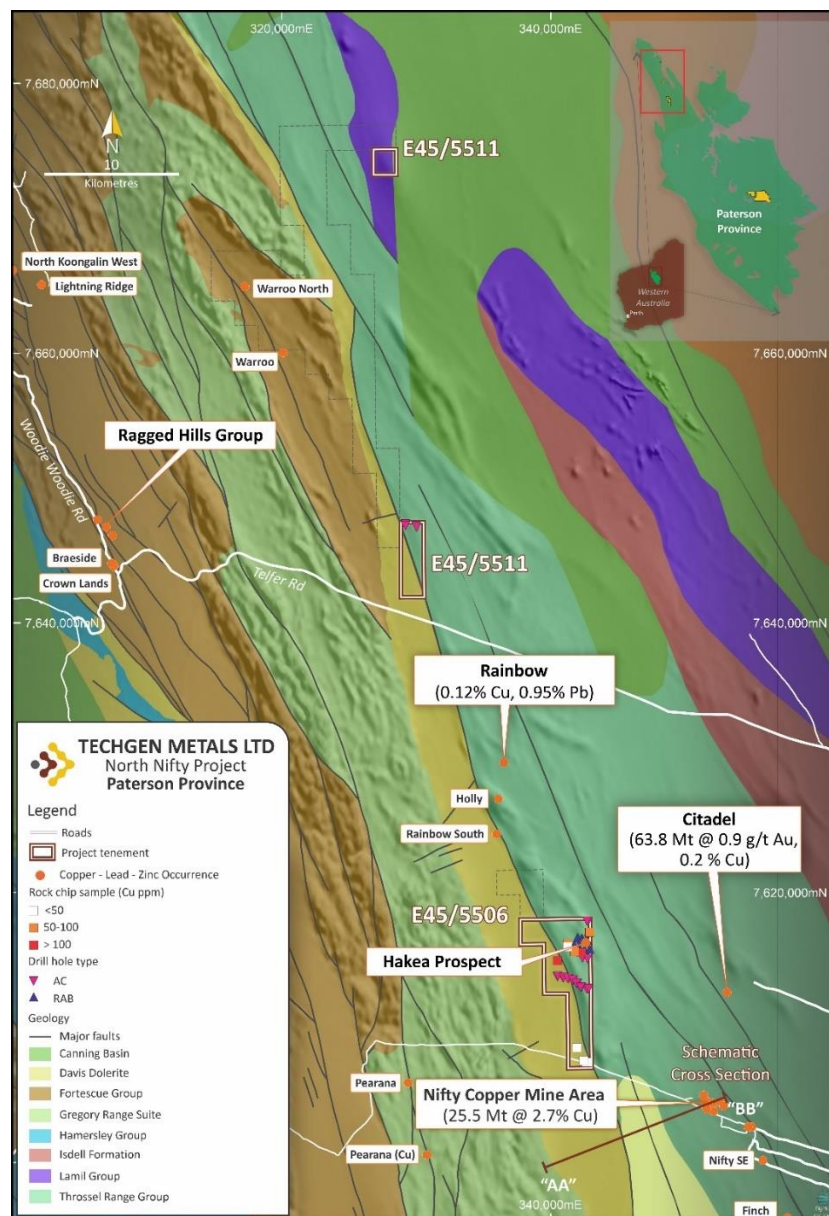 320,000mE
340,000mE
7,680,000mN
N
10
Kilometres
E45/5511
Paterson
Province
Western
Australia
Perth
North Koongalin West
Lightning Ridge
Warroo North
7,660,000mN
7,660,000mN
Warroo
Ragged Hills Group
Woodie Woodie Rd
Braeside
Crown Lands
Telfer Rd
E45/5511
7,640,000mN
7,640,000mN
Rainbow
(0.12% Cu, 0.95% Pb)
Holly
Rainbow South
Citadel
(63.8 Mt @ 0.9 g/t Au,
0.2 % Cu)
7,620,000mN
E45/5506
Hakea Prospect
Schematic
Cross Section
Pearana
Nifty Copper Mine Area
(25.5 Mt @ 2.7% Cu)
"BB"
Pearana (Cu)
Nifty SE
"AA"
340,000mE
Finch
TECHGEN METALS LTD
North Nifty Project
Paterson Province
Legend
Roads
Project tenement
Copper - Lead - Zinc Occurrence
Rock chip sample (Cu ppm)
<50
50-100
> 100
Drill hole type
AC
RAB
Geology
Major faults
Canning Basin
Davis Dolerite
Fortescue Group
Gregory Range Suite
Hamersley Group
Isdell Formation
Lamil Group
Throssel Range Group